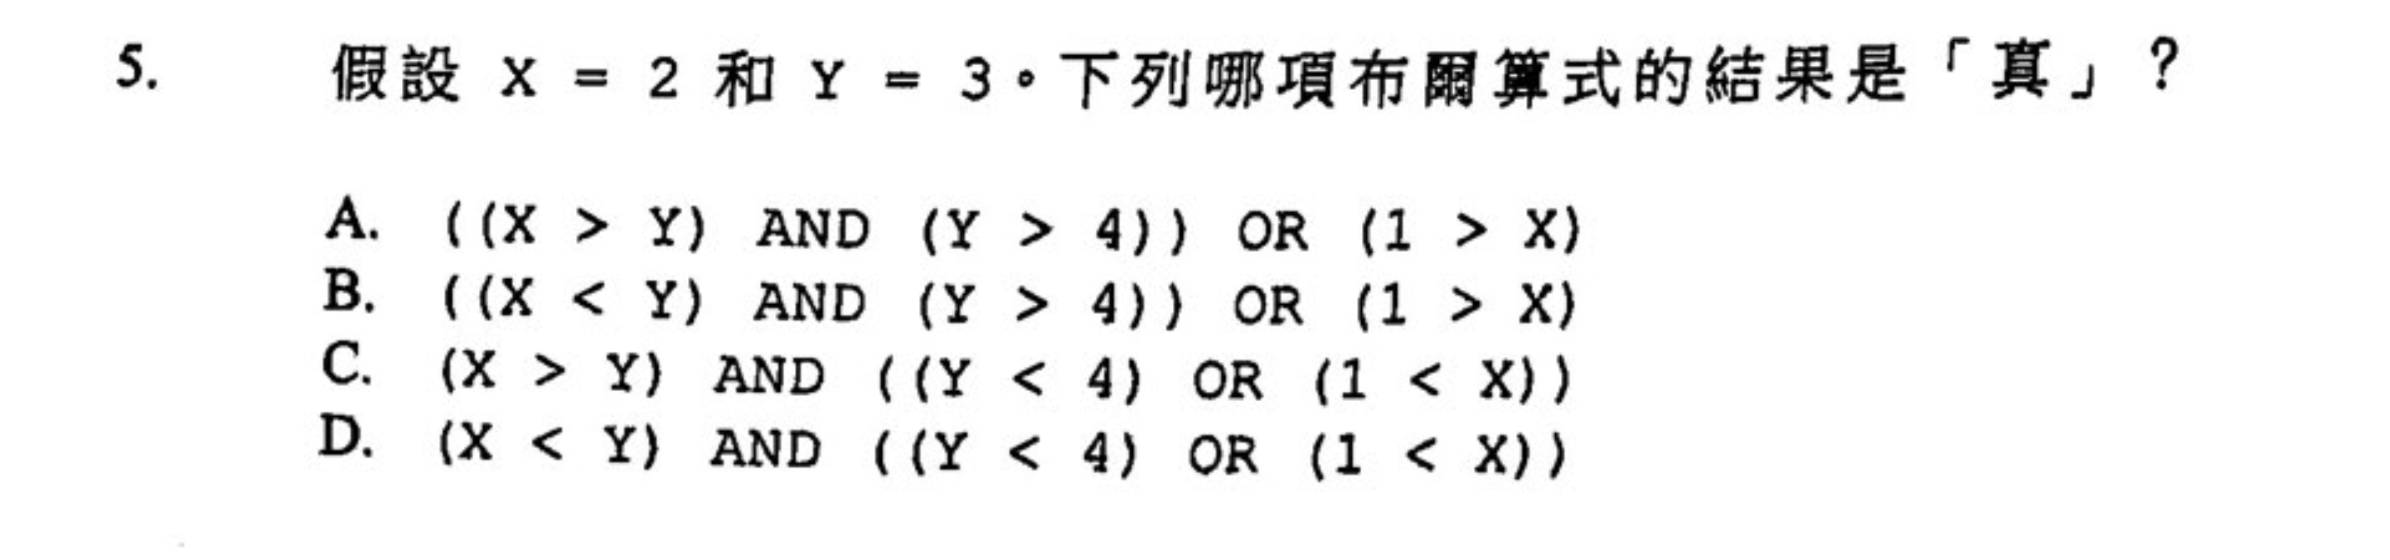 5. 假設 X = 2 和 Y = 3。下列哪項布爾算式的結果是「真」?
A. ((X > Y) AND (Y > 4)) OR (1 > X)
B. ((X < Y) AND (Y > 4)) OR (1 > X)
C. (X > Y) AND ((Y < 4) OR (1 < X))
D. (X < Y) AND ((Y < 4) OR (1 < X))